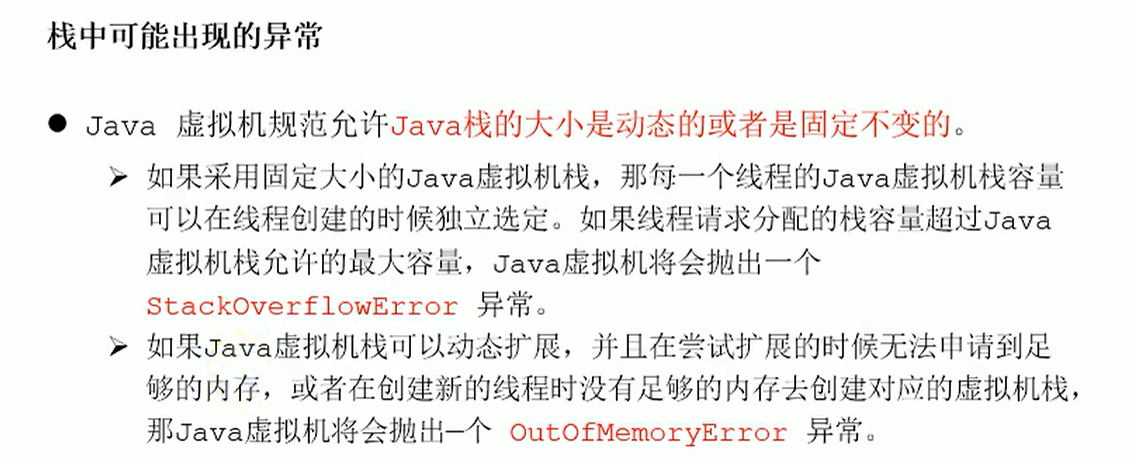 栈中可能出现的异常
● Java 虚拟机规范允许Java栈的大小是动态的或者是固定不变的。
➢ 如果采用固定大小的Java虚拟机栈，那每一个线程的Java虚拟机栈容量
可以在线程创建的时候独立选定。如果线程请求分配的栈容量超过Java
虚拟机栈允许的最大容量，Java虚拟机将会抛出一个
StackOverflowError 异常。
➢ 如果Java虚拟机栈可以动态扩展，并且在尝试扩展的时候无法申请到足
够的内存，或者在创建新的线程时没有足够的内存去创建对应的虚拟机栈，
那Java虚拟机将会抛出一个 OutOfMemoryError 异常。